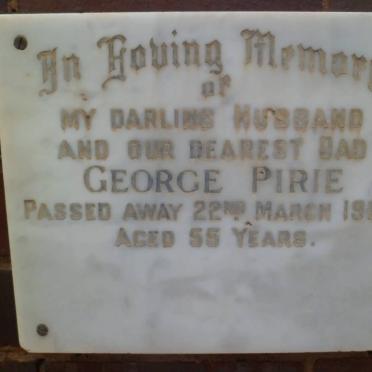 In Loving Memory
of
MY DARLING HUSBAND
AND OUR DEAREST DAD
GEORGE PIRIE
PASSED AWAY 22ND MARCH
AGED 55 YEARS.